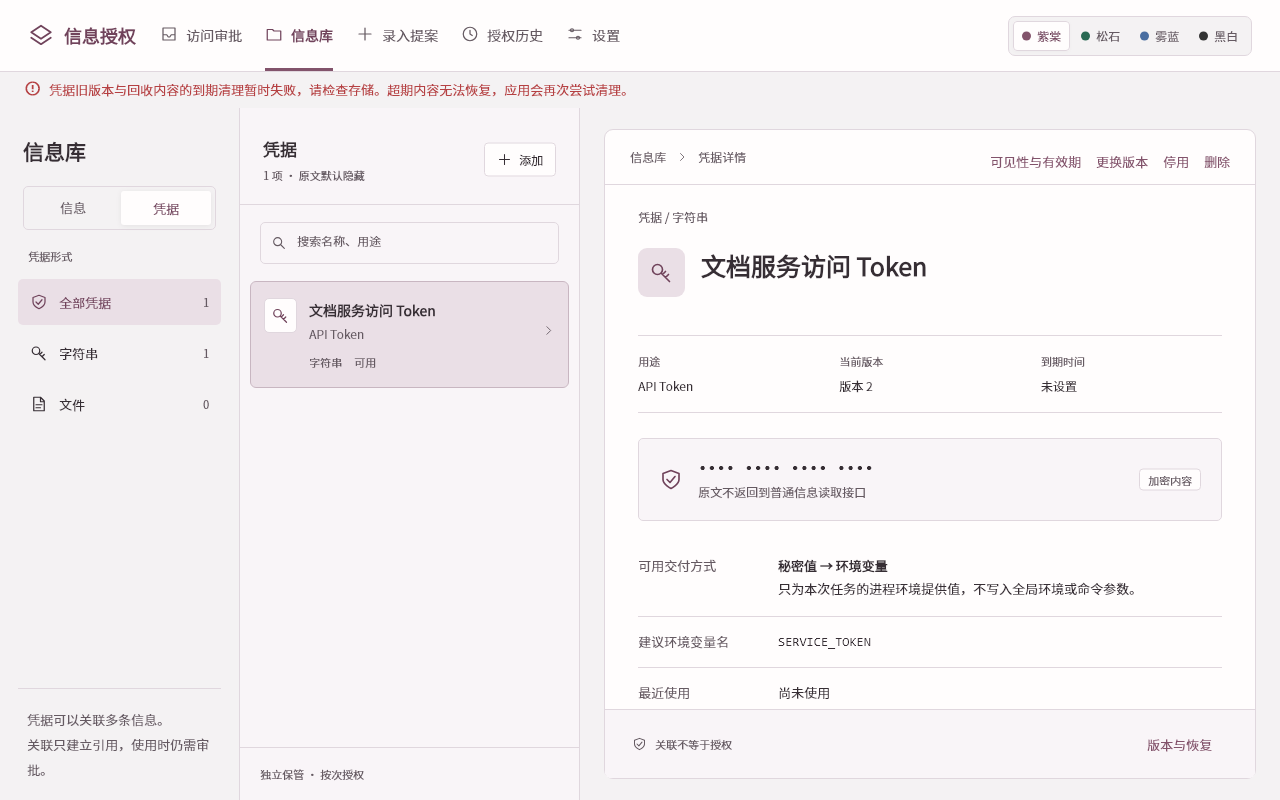 信息授权
访问审批
信息库
录入提案
授权历史
设置
紫棠
松石
雾蓝
黑白
凭据旧版本与回收内容的到期清理暂时失败，请检查存储。超期内容无法恢复，应用会再次尝试清理。
信息库
信息
凭据
凭据形式
全部凭据 1
字符串 1
文件 0
凭据可以关联多条信息。
关联只建立引用，使用时仍需审
批。
凭据
1 项 · 原文默认隐藏
添加
搜索名称、用途
文档服务访问 Token
API Token
字符串 可用
独立保管 · 按次授权
信息库 > 凭据详情
可见性与有效期 更换版本 停用 删除
凭据 / 字符串
文档服务访问 Token
用途 当前版本 到期时间
API Token 版本 2 未设置
•••• •••• •••• ••••
原文不返回到普通信息读取接口
加密内容
可用交付方式 秘密值 → 环境变量
只为本次任务的进程环境提供值，不写入全局环境或命令参数。
建议环境变量名 SERVICE_TOKEN
最近使用 尚未使用
关联不等于授权
版本与恢复